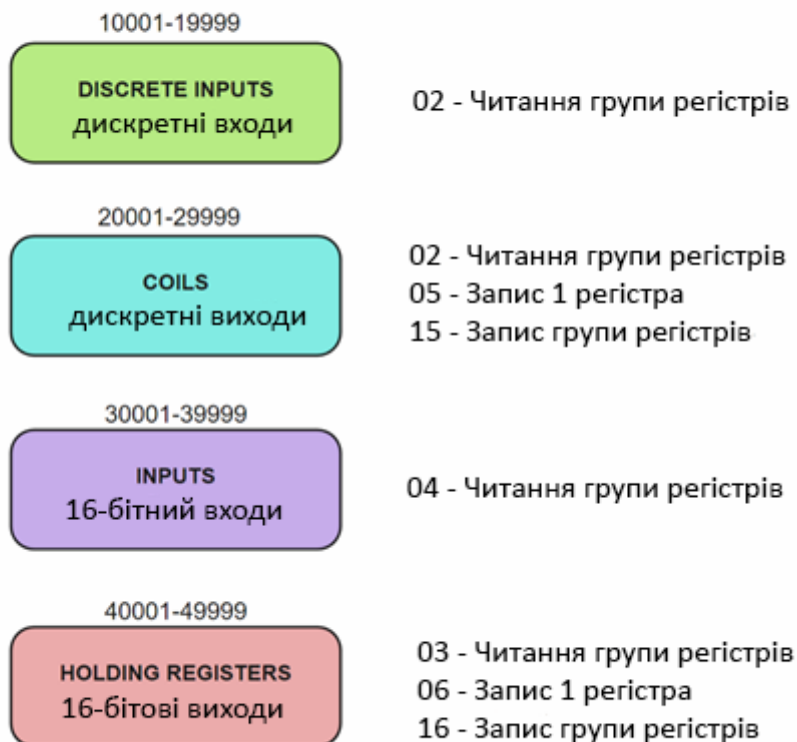 10001-19999
DISCRETE INPUTS
дискретні входи
02 - Читання групи регістрів
20001-29999
COILS
дискретні виходи
02 - Читання групи регістрів
05 - Запис 1 регістра
15 - Запис групи регістрів
30001-39999
INPUTS
16-бітний входи
04 - Читання групи регістрів
40001-49999
HOLDING REGISTERS
16-бітові виходи
03 - Читання групи регістрів
06 - Запис 1 регістра
16 - Запис групи регістрів